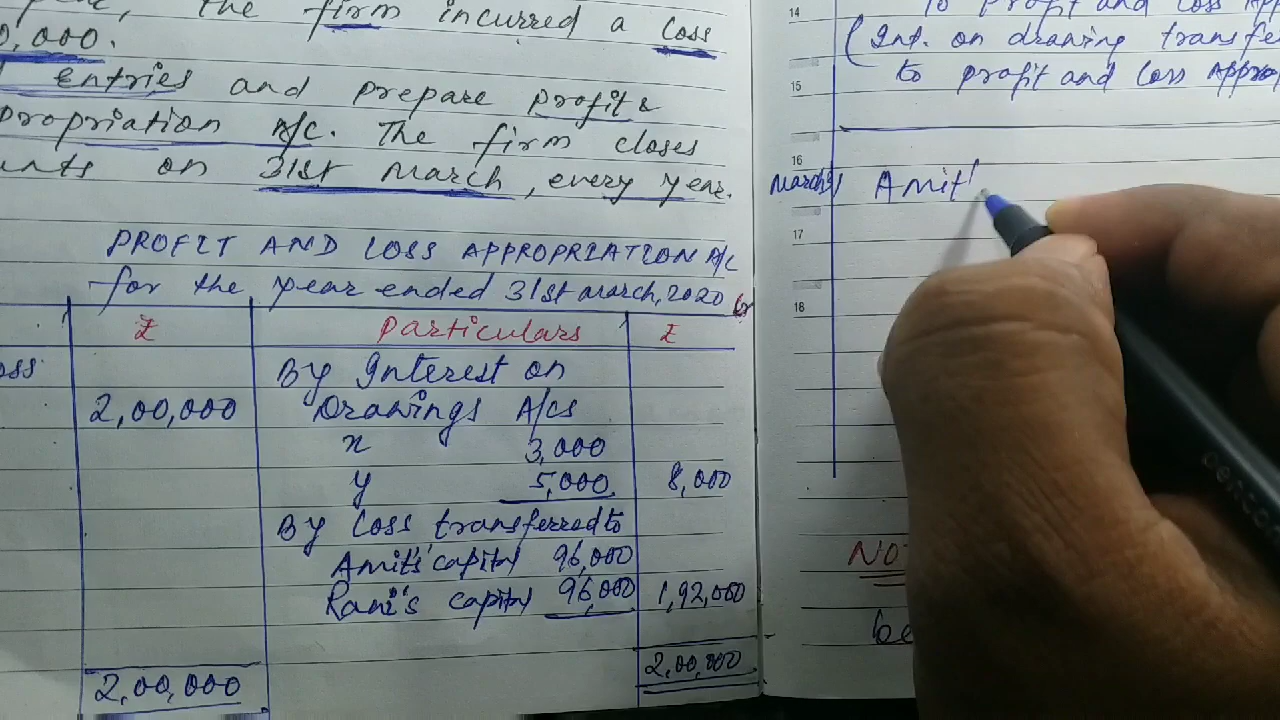 the firm incurred a loss
0,000.
entries and prepare Profit &
propriation A/c. The firm closes
unts on 31st March, every year.
PROFIT AND LOSS APPROPRIATION A/C
for the year ended 31st March, 2020
₹ Particulars ₹
oss By Interest on
2,00,000 Drawings A/cs
x 3,000
y 5,000 8,000
By Loss transferred to
Amit's capital 96,000
Rani's capital 96,000 1,92,000
2,00,000 2,00,000
14 To Profit and Loss App
(Int. on drawing transfe
15 to profit and Loss Appro
16
March 31 Amit'
17
18
NO
be